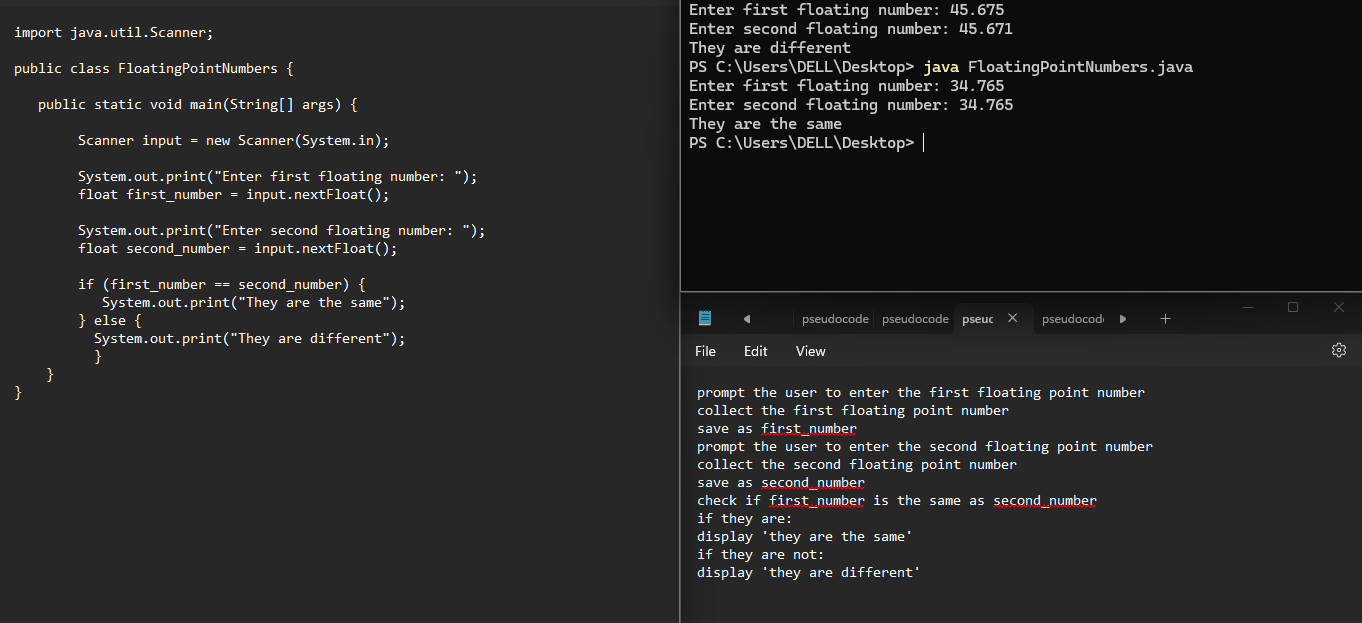 import java.util.Scanner;
public class FloatingPointNumbers {
public static void main(String[] args) {
Scanner input = new Scanner(System.in);
System.out.print("Enter first floating number: ");
float first_number = input.nextFloat();
System.out.print("Enter second floating number: ");
float second_number = input.nextFloat();
if (first_number == second_number) {
System.out.print("They are the same");
} else {
System.out.print("They are different");
}
}
}
Enter first floating number: 45.675
Enter second floating number: 45.671
They are different
PS C:\Users\DELL\Desktop> java FloatingPointNumbers.java
Enter first floating number: 34.765
Enter second floating number: 34.765
They are the same
PS C:\Users\DELL\Desktop>
pseudocode pseudocode pseuc pseudocod
File Edit View
prompt the user to enter the first floating point number
collect the first floating point number
save as first_number
prompt the user to enter the second floating point number
collect the second floating point number
save as second_number
check if first_number is the same as second_number
if they are:
display 'they are the same'
if they are not:
display 'they are different'